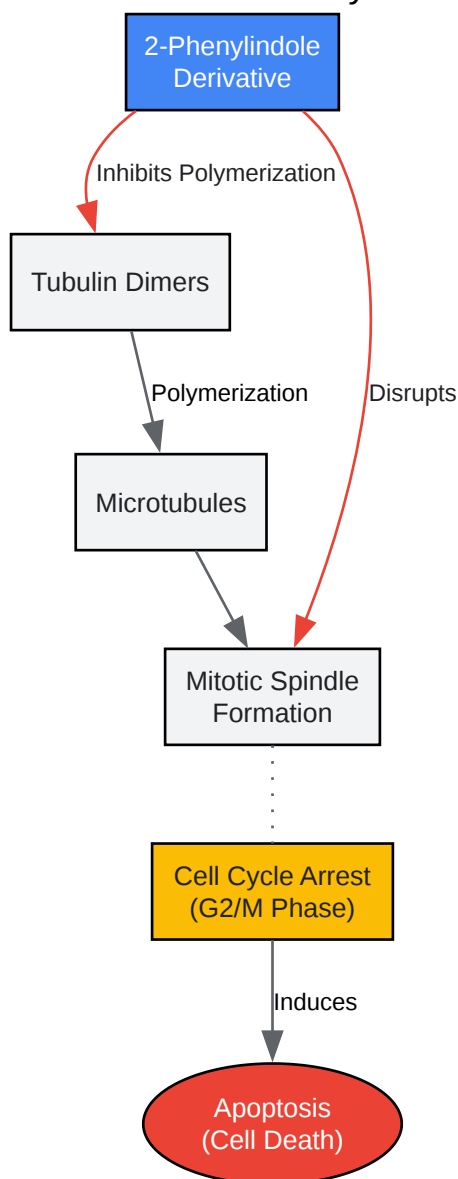 2-Phenylindole
Derivative
Inhibits Polymerization
Tubulin Dimers
Polymerization
Disrupts
Microtubules
Mitotic Spindle
Formation
Cell Cycle Arrest
(G2/M Phase)
Induces
Apoptosis
(Cell Death)